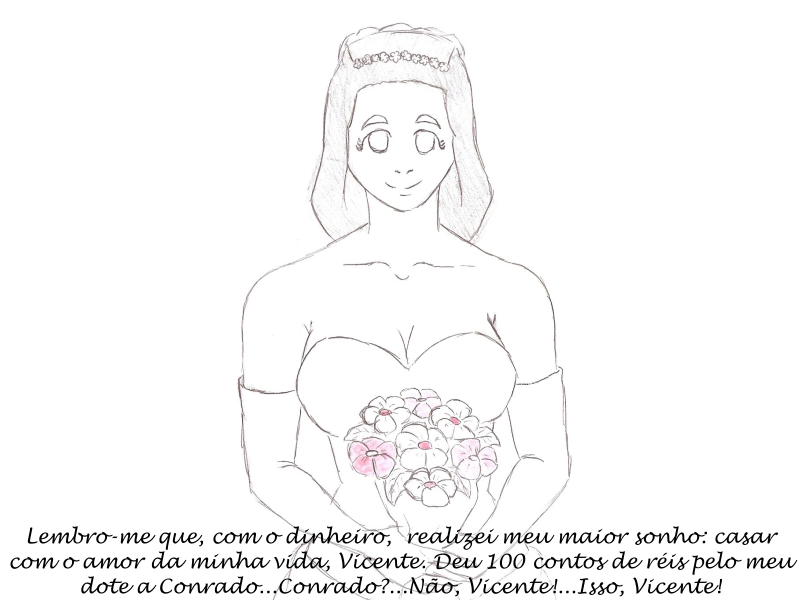 Lembro-me que, com o dinheiro, realizei meu maior sonho: casar
com o amor da minha vida, Vicente. Deu 100 contos de réis pelo meu
dote a Conrado...Conrado?...Não, Vicente!...Isso, Vicente!